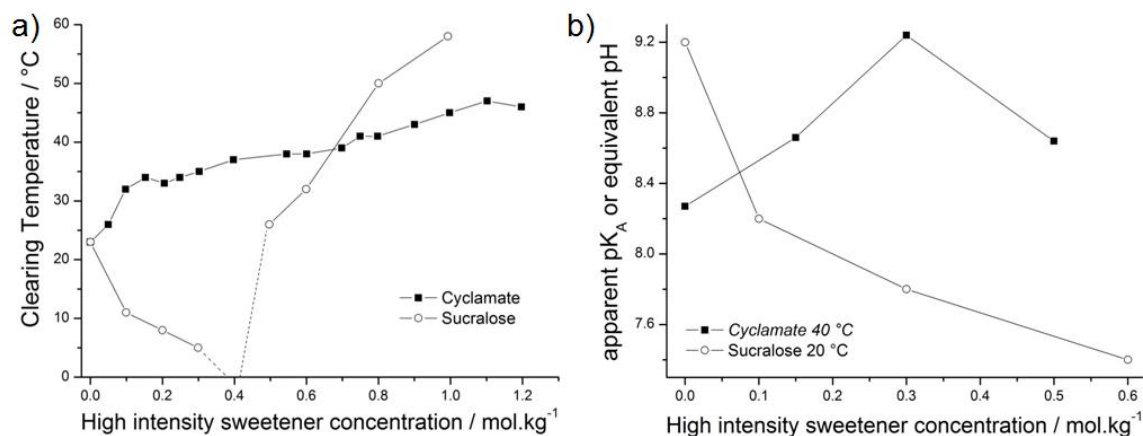 a)
Clearing Temperature / °C
60
50
40
30
20
10
0
0.0 0.2 0.4 0.6 0.8 1.0 1.2
High intensity sweetener concentration / mol.kg-1
Cyclamate
Sucralose
b)
apparent pKA or equivalent pH
9.2
8.8
8.4
8.0
7.6
0.0 0.1 0.2 0.3 0.4 0.5 0.6
High intensity sweetener concentration / mol.kg-1
Cyclamate 40 °C
Sucralose 20 °C